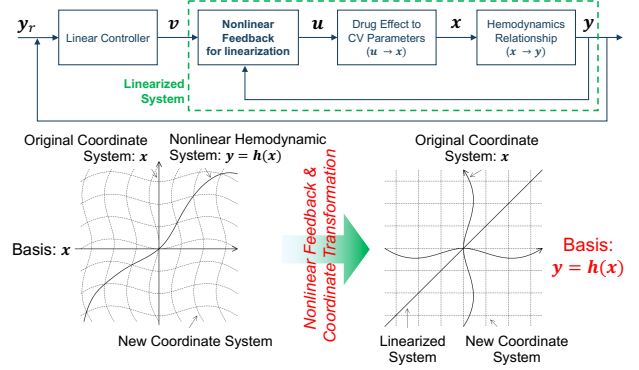 y_r
Linear Controller
v
Nonlinear
Feedback
for linearization
u
Drug Effect to
CV Parameters
(u → x)
x
Hemodynamics
Relationship
(x → y)
y
Linearized
System
Original Coordinate
System: x
Nonlinear Hemodynamic
System: y = h(x)
Basis: x
New Coordinate System
Nonlinear Feedback &
Coordinate Transformation
Original Coordinate
System: x
Basis:
y = h(x)
Linearized
System
New Coordinate
System